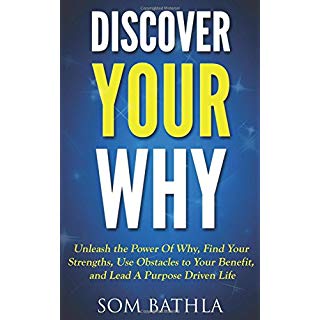 DISCOVER
YOUR
WHY
Unleash the Power Of Why, Find Your
Strengths, Use Obstacles to Your Benefit,
and Lead A Purpose Driven Life
SOM BATHLA